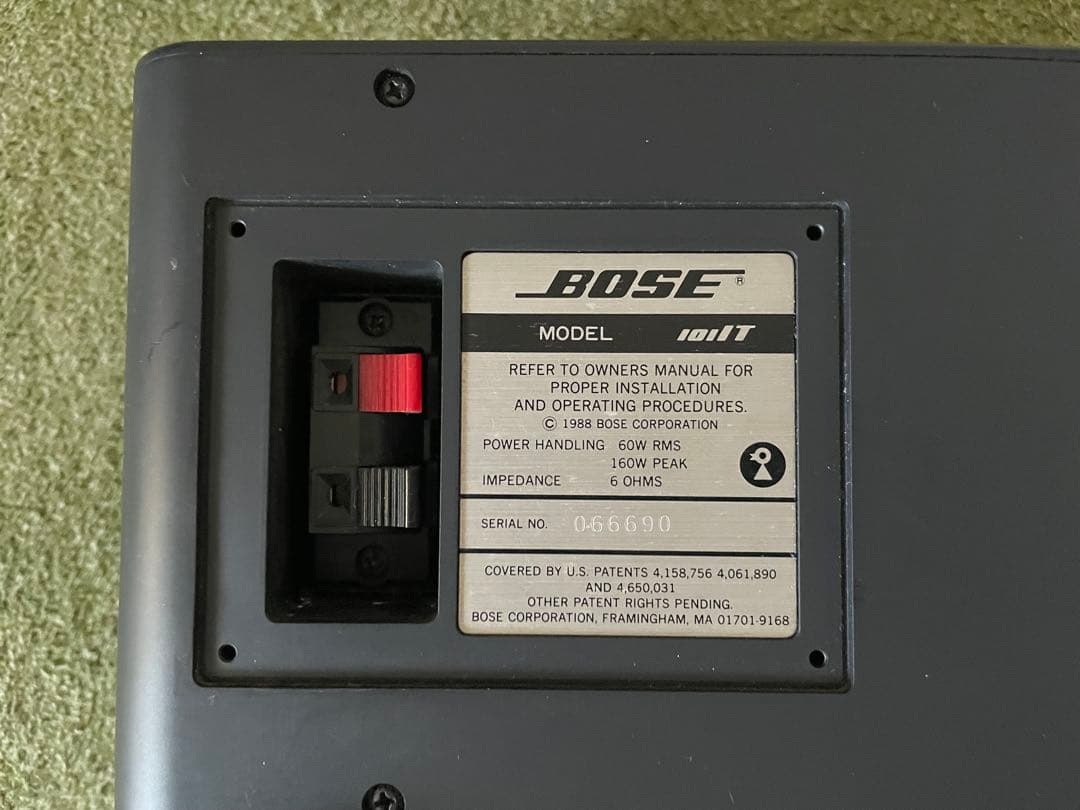 BOSE®
MODEL 101IT
REFER TO OWNERS MANUAL FOR
PROPER INSTALLATION
AND OPERATING PROCEDURES.
© 1988 BOSE CORPORATION
POWER HANDLING 60W RMS
160W PEAK
IMPEDANCE 6 OHMS
SERIAL NO. 066690
COVERED BY U.S. PATENTS 4,158,756 4,061,890
AND 4,650,031
OTHER PATENT RIGHTS PENDING.
BOSE CORPORATION, FRAMINGHAM, MA 01701-9168